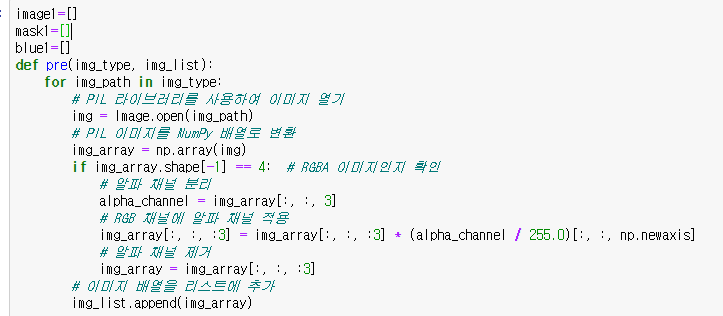 image1=[]
mask1=[]
blue1=[]
def pre(img_type, img_list):
    for img_path in img_type:
        # PIL 라이브러리를 사용하여 이미지 열기
        img = Image.open(img_path)
        # PIL 이미지를 NumPy 배열로 변환
        img_array = np.array(img)
        if img_array.shape[-1] == 4:  # RGBA 이미지인지 확인
            # 알파 채널 분리
            alpha_channel = img_array[:, :, 3]
            # RGB 채널에 알파 채널 적용
            img_array[:, :, :3] = img_array[:, :, :3] * (alpha_channel / 255.0)[:, :, np.newaxis]
            # 알파 채널 제거
            img_array = img_array[:, :, :3]
        # 이미지 배열을 리스트에 추가
        img_list.append(img_array)